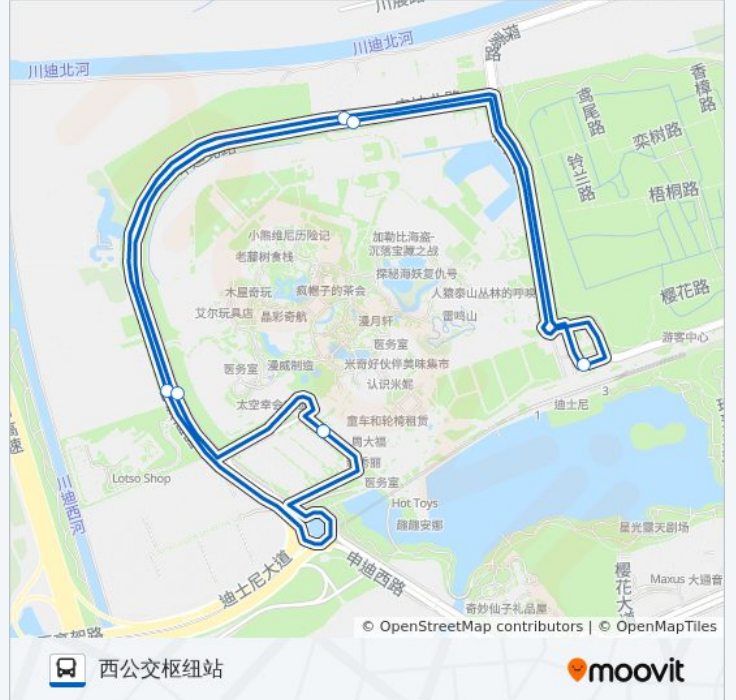 川展路
川迪北河
川迪北河
鸢尾路
香樟路
栾树路
铃兰路
梧桐路
小熊维尼历险记
加勒比海盗-
沉落宝藏之战
老藤树食栈
探秘海妖复仇号
木屋奇玩
疯帽子的茶会
人猿泰山丛林的呼唤
樱花路
艾尔玩具店
晶彩奇航
漫月轩
雷鸣山
游客中心
医务室
医务室
漫威制造
米奇好伙伴美味集市
认识米妮
3
迪士尼
1
太空幸会
童车和轮椅租赁
周大福
医务室
Lotso Shop
川迪西河
Hot Toys
星光露天剧场
迪士尼大道
申迪西路
樱花大道
Maxus 大通音
奇妙仙子礼品屋
© OpenStreetMap contributors | © OpenMapTiles
西公交枢纽站
moovit